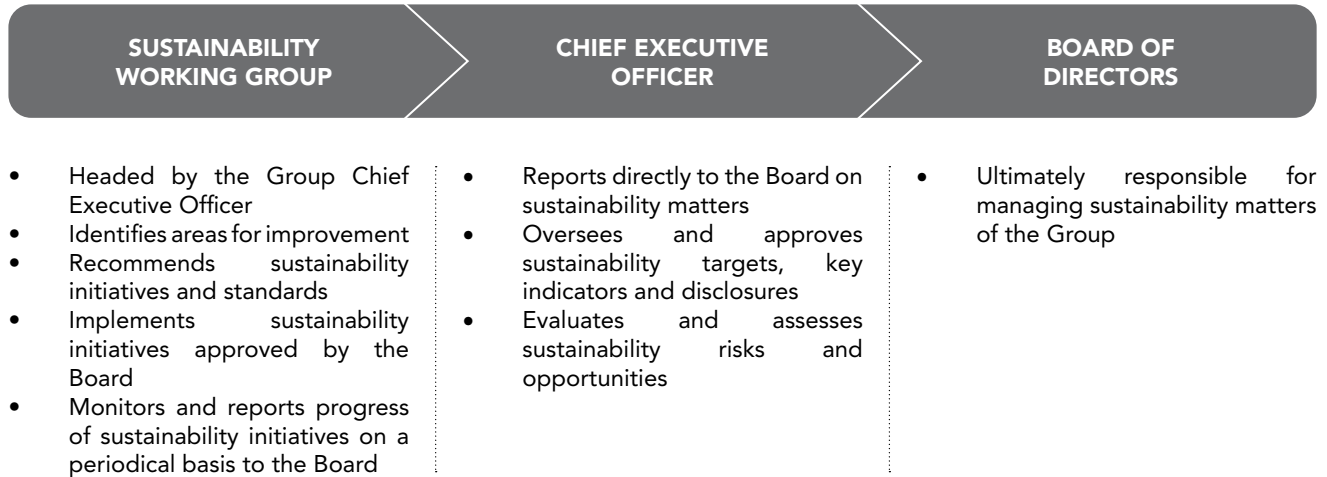 SUSTAINABILITY
WORKING GROUP
CHIEF EXECUTIVE
OFFICER
BOARD OF
DIRECTORS
• Headed by the Group Chief
Executive Officer
• Identifies areas for improvement
• Recommends sustainability
initiatives and standards
• Implements sustainability
initiatives approved by the
Board
• Monitors and reports progress
of sustainability initiatives on a
periodical basis to the Board
• Reports directly to the Board on
sustainability matters
• Oversees and approves
sustainability targets, key
indicators and disclosures
• Evaluates and assesses
sustainability risks and
opportunities
• Ultimately responsible for
managing sustainability matters
of the Group